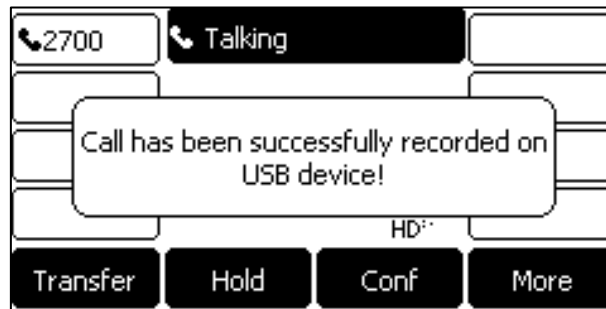 2700
Talking
Call has been successfully recorded on
USB device!
HD
Transfer
Hold
Conf
More